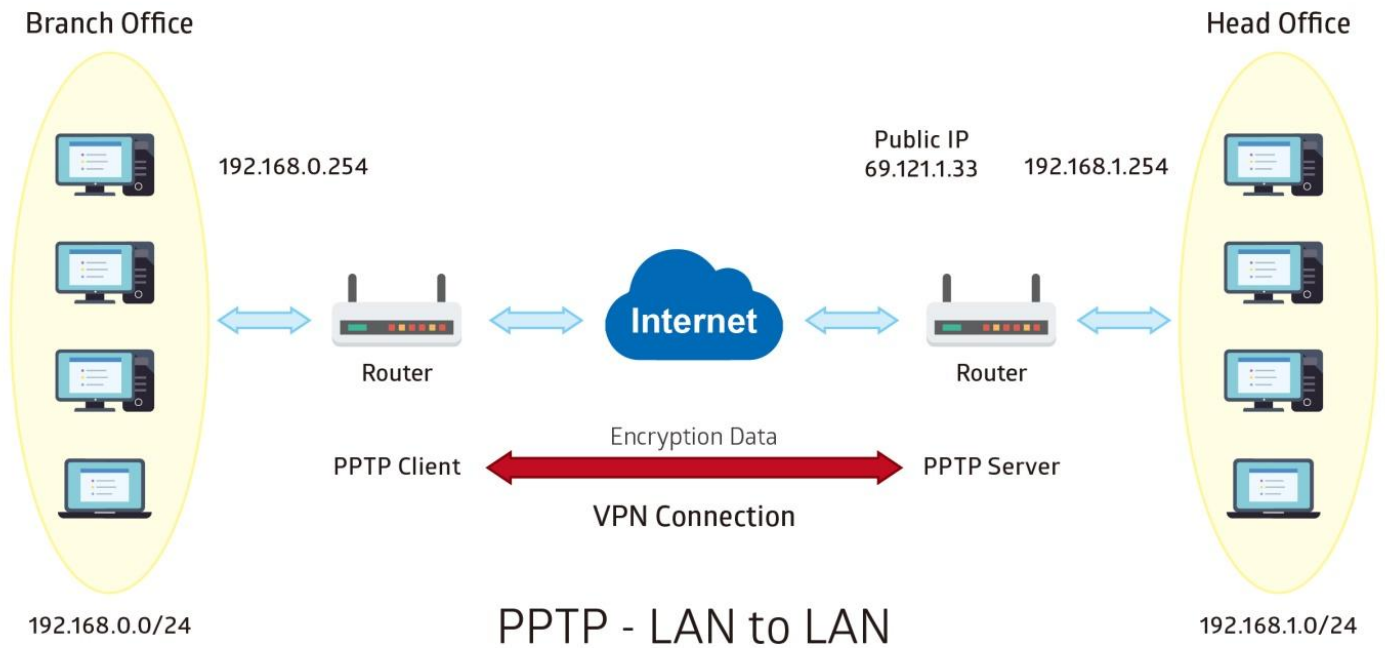 Branch Office
Head Office
192.168.0.254
Public IP
69.121.1.33
192.168.1.254
Internet
Router
Router
Encryption Data
PPTP Client
PPTP Server
VPN Connection
192.168.0.0/24
PPTP - LAN to LAN
192.168.1.0/24